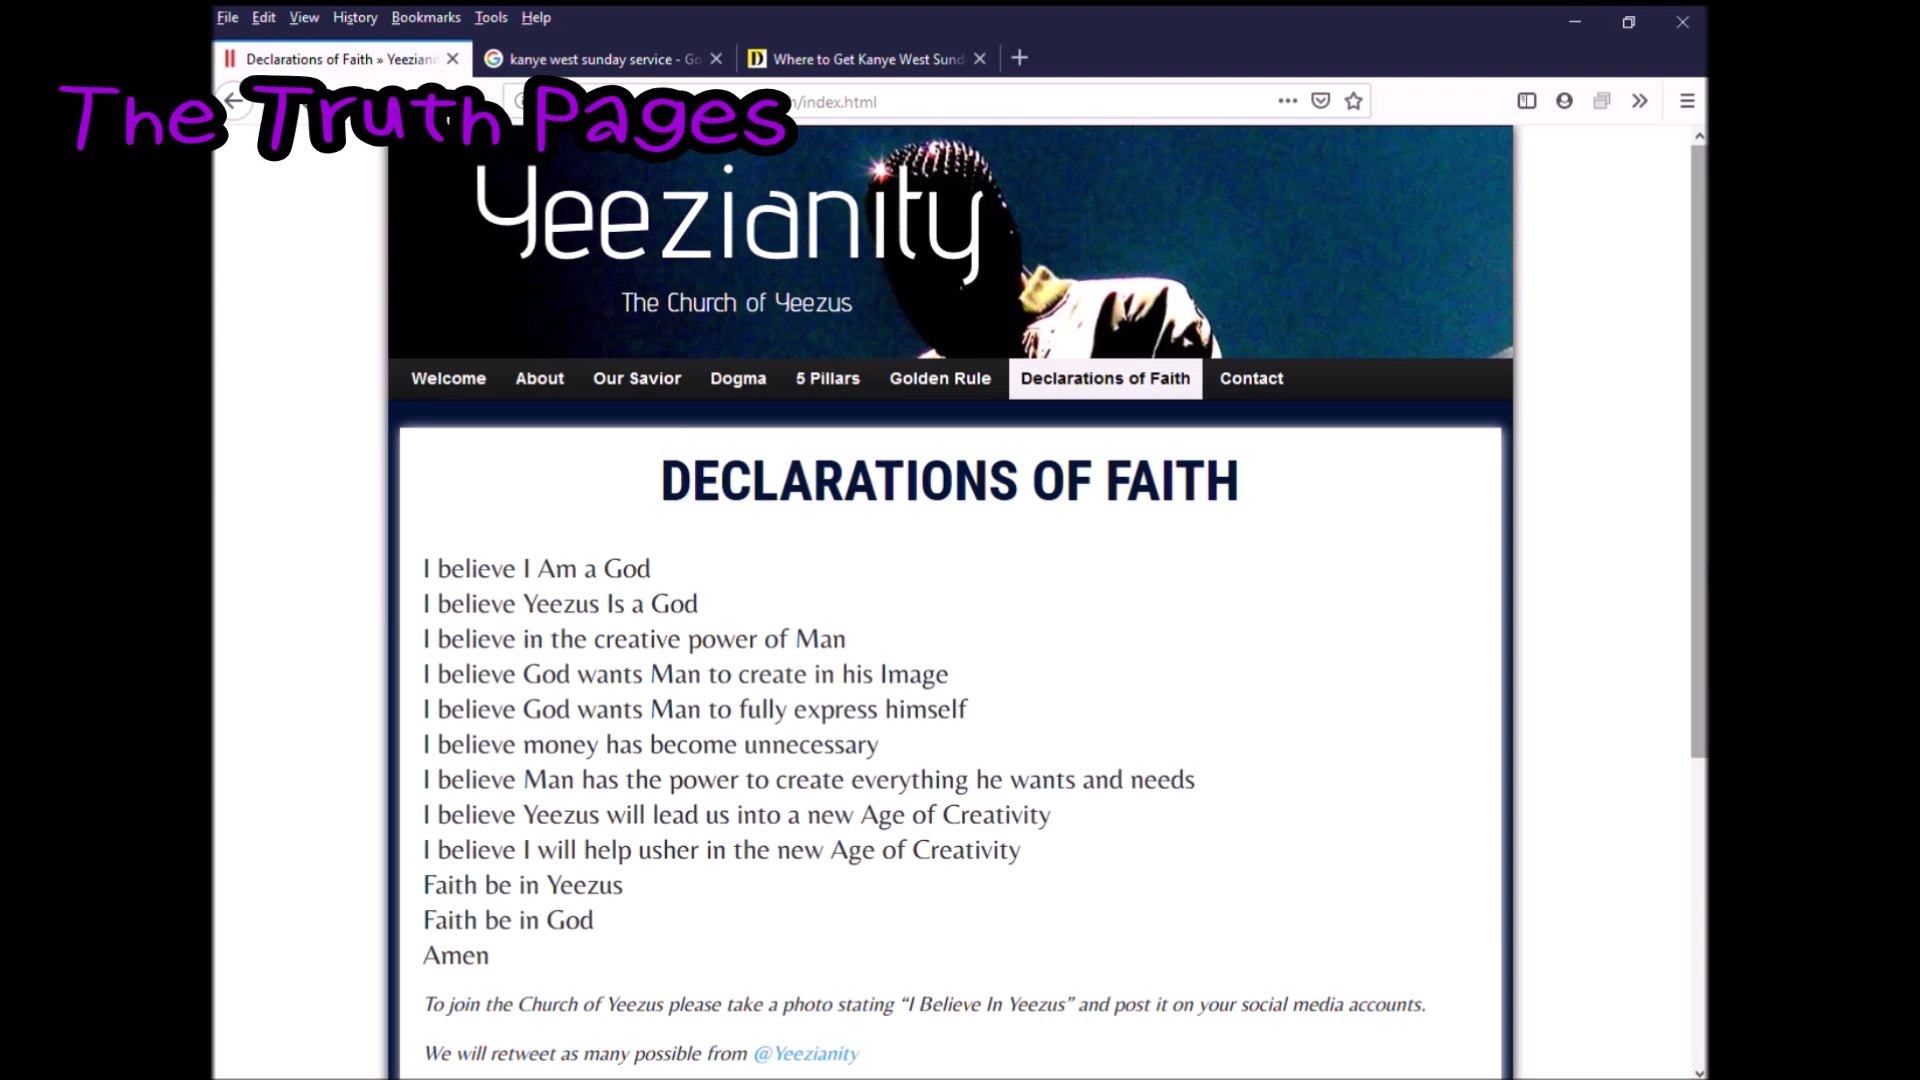 File Edit View History Bookmarks Tools Help
Declarations of Faith » Yeeziani
kanye west sunday service - Go
Where to Get Kanye West Sund
The Truth Pages
/index.html
Yeezianity
The Church of Yeezus
Welcome About Our Savior Dogma 5 Pillars Golden Rule Declarations of Faith Contact
DECLARATIONS OF FAITH
I believe I Am a God
I believe Yeezus Is a God
I believe in the creative power of Man
I believe God wants Man to create in his Image
I believe God wants Man to fully express himself
I believe money has become unnecessary
I believe Man has the power to create everything he wants and needs
I believe Yeezus will lead us into a new Age of Creativity
I believe I will help usher in the new Age of Creativity
Faith be in Yeezus
Faith be in God
Amen
To join the Church of Yeezus please take a photo stating “I Believe In Yeezus” and post it on your social media accounts.
We will retweet as many possible from @Yeezianity